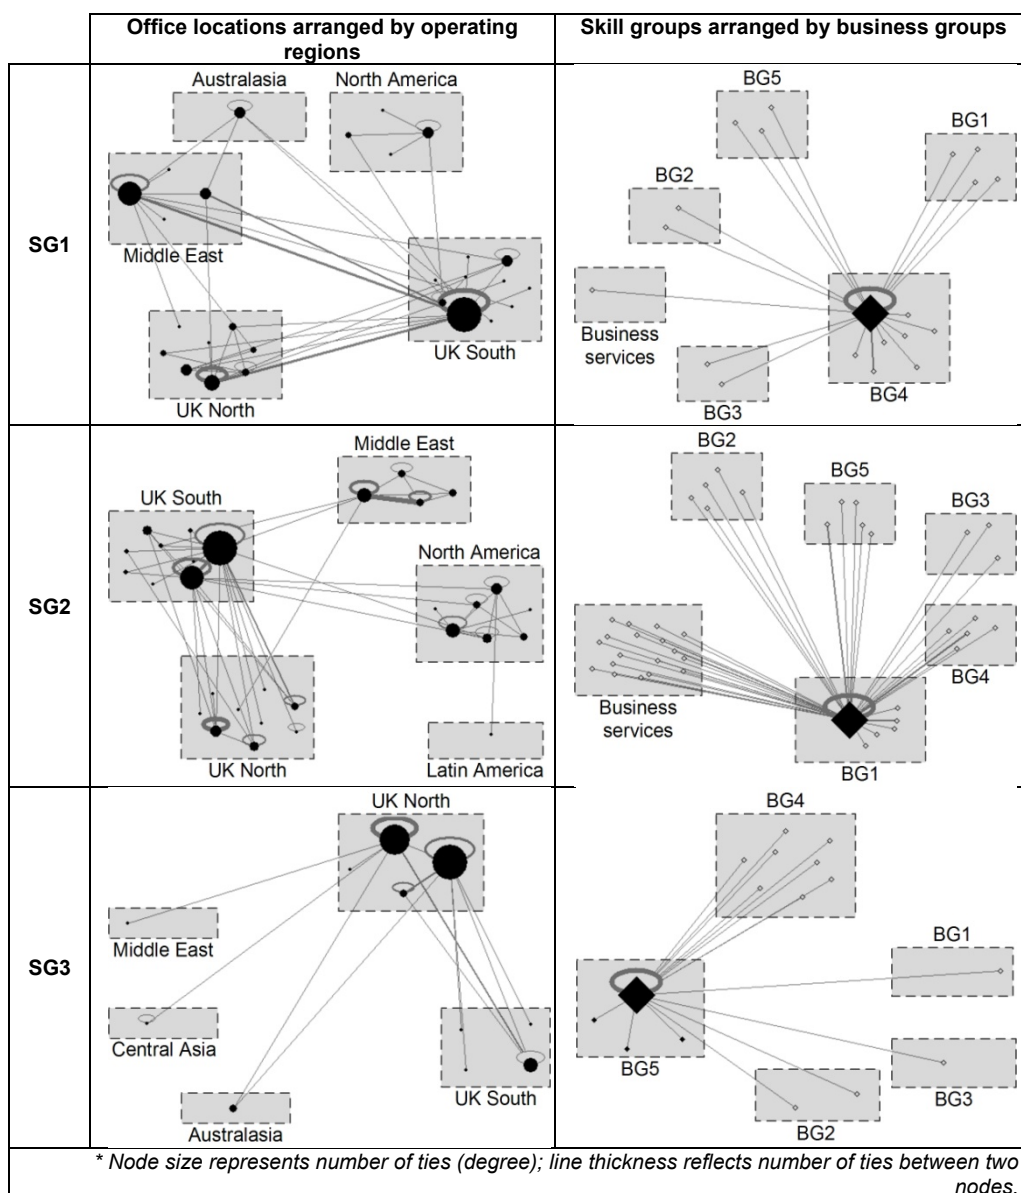 Office locations arranged by operating
regions
Skill groups arranged by business groups
SG1
Australasia
North America
Middle East
UK South
UK North
BG5
BG1
BG2
Business
services
BG3
BG4
SG2
Middle East
UK South
North America
UK North
Latin America
BG2
BG5
BG3
BG4
Business
services
BG1
SG3
UK North
Middle East
Central Asia
UK South
Australasia
BG4
BG1
BG5
BG3
BG2
* Node size represents number of ties (degree); line thickness reflects number of ties between two
nodes.